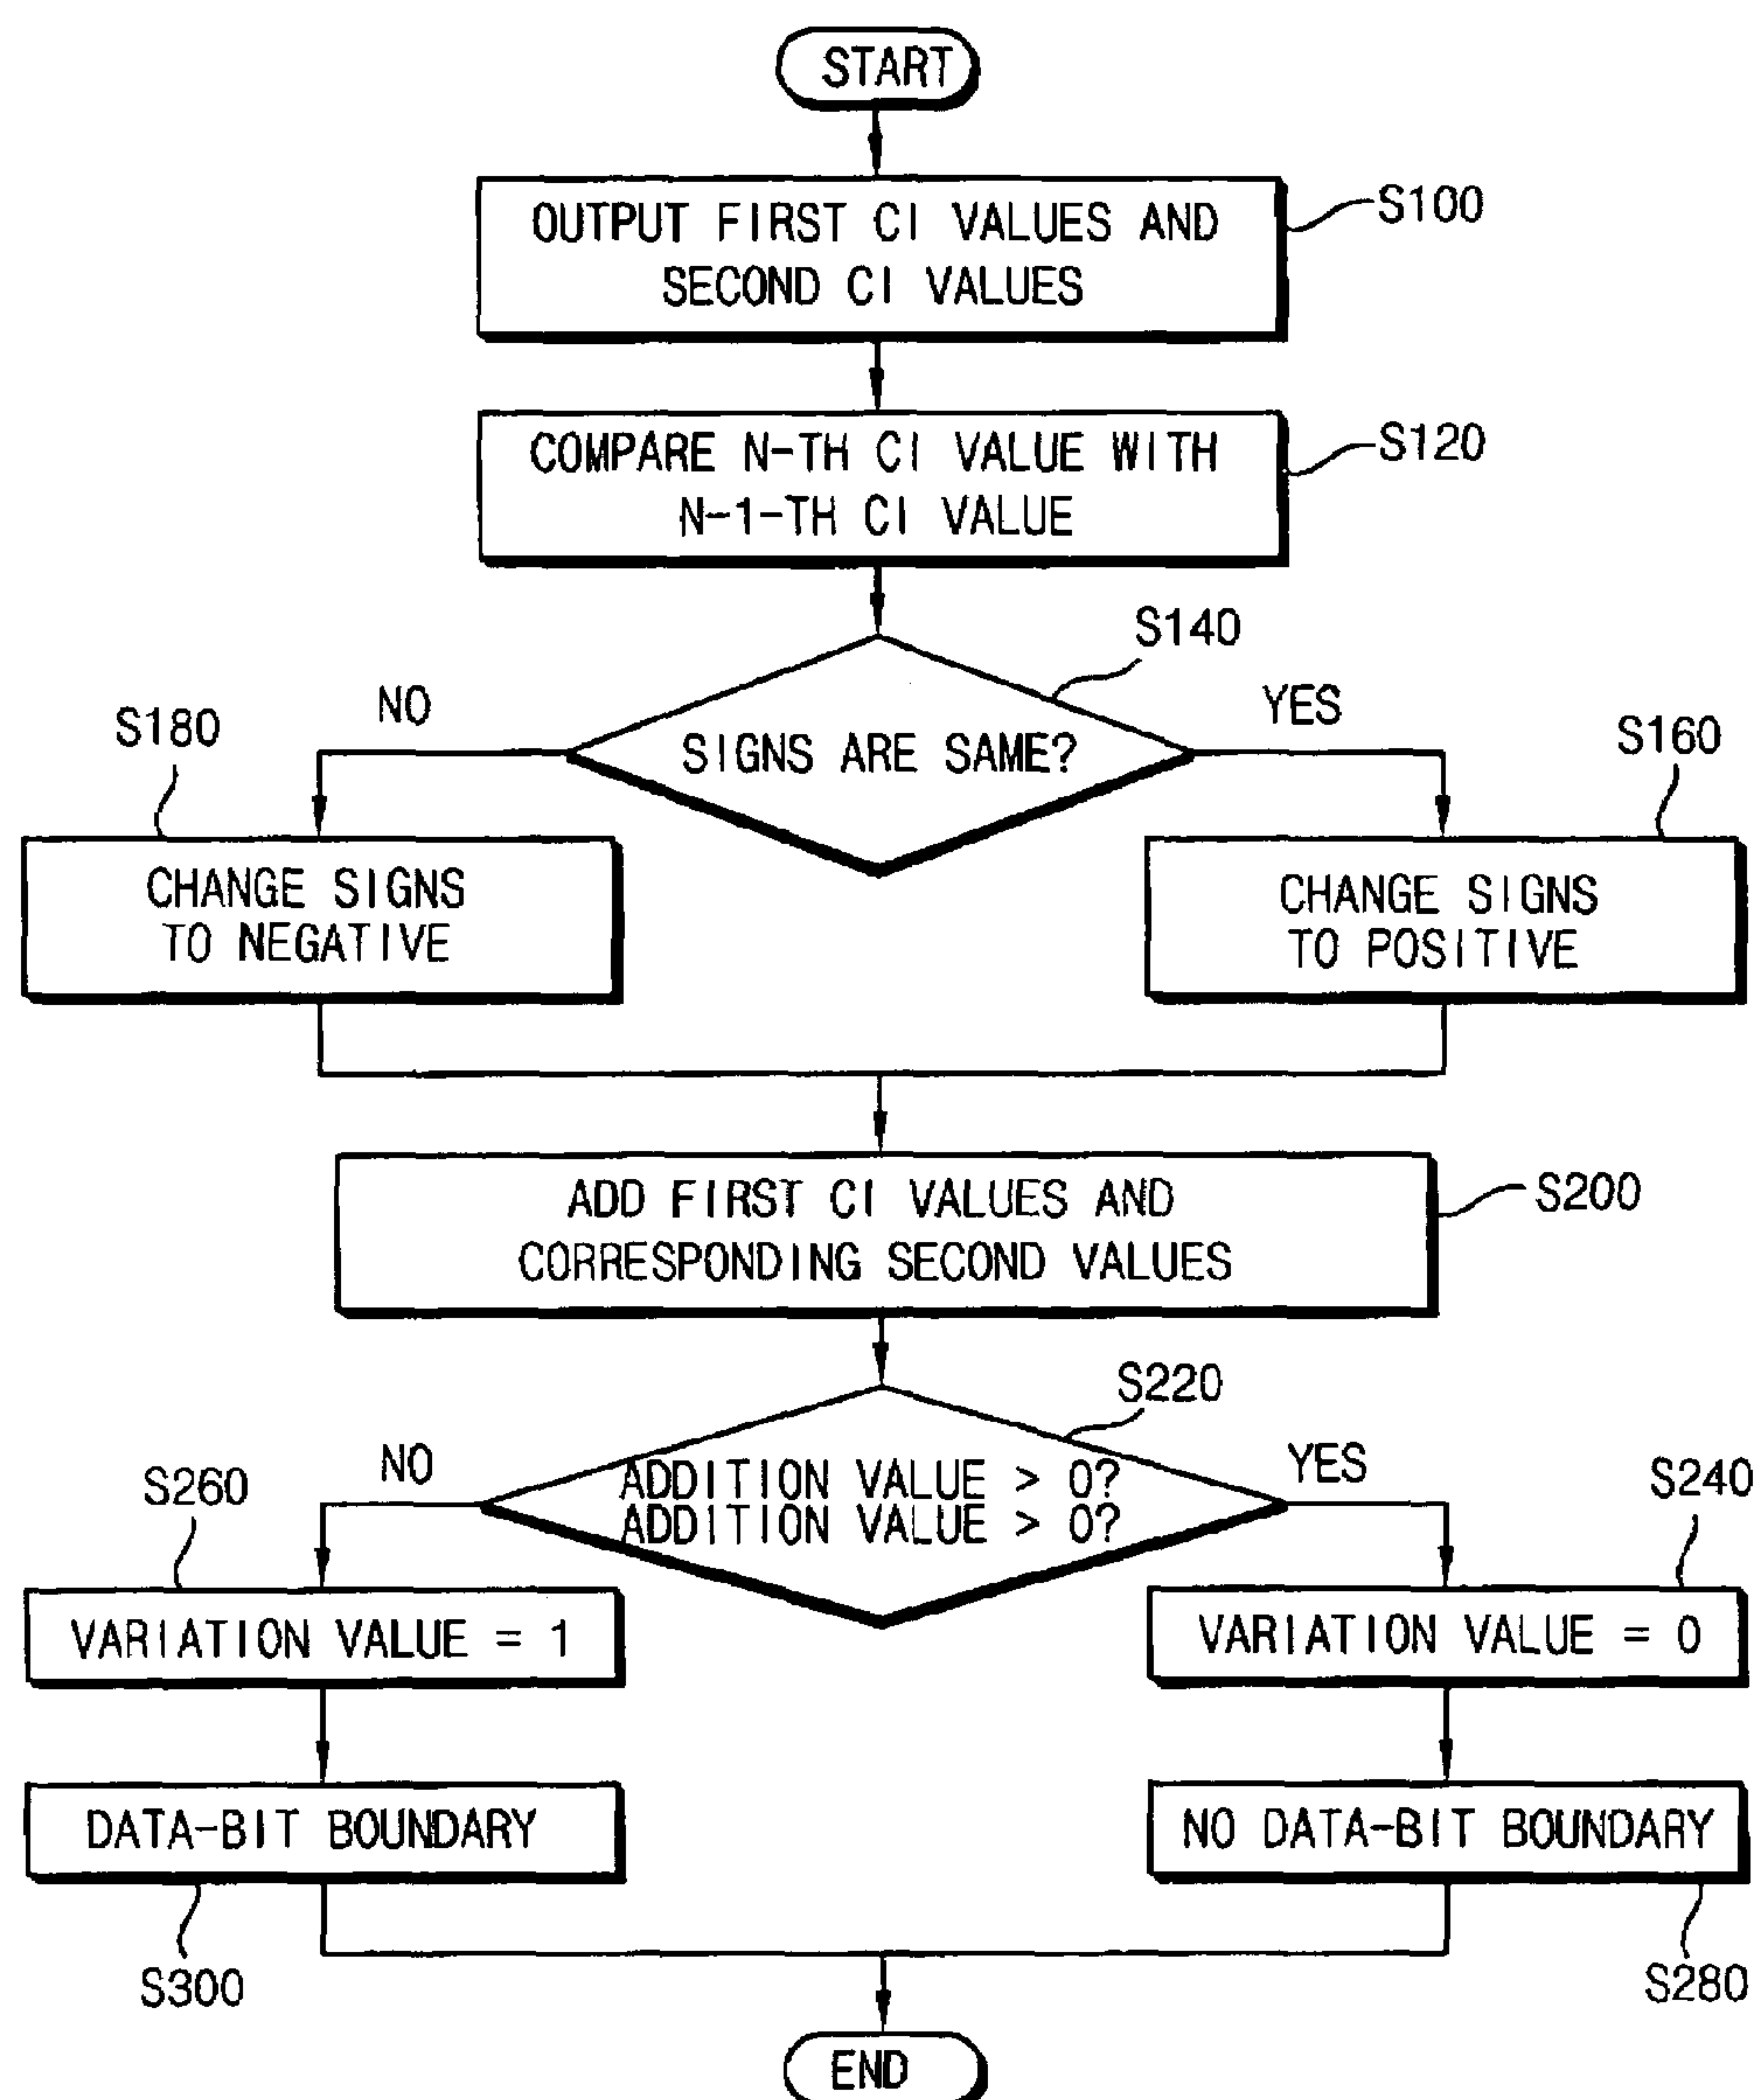 START
OUTPUT FIRST CI VALUES AND
SECOND CI VALUES
S100
COMPARE N-TH CI VALUE WITH
N-1-TH CI VALUE
S120
S140
NO
YES
SIGNS ARE SAME?
S180
S160
CHANGE SIGNS
TO NEGATIVE
CHANGE SIGNS
TO POSITIVE
ADD FIRST CI VALUES AND
CORRESPONDING SECOND VALUES
S200
S220
NO
YES
ADDITION VALUE > 0?
ADDITION VALUE > 0?
S260
S240
VARIATION VALUE = 1
VARIATION VALUE = 0
DATA-BIT BOUNDARY
NO DATA-BIT BOUNDARY
S300
S280
END